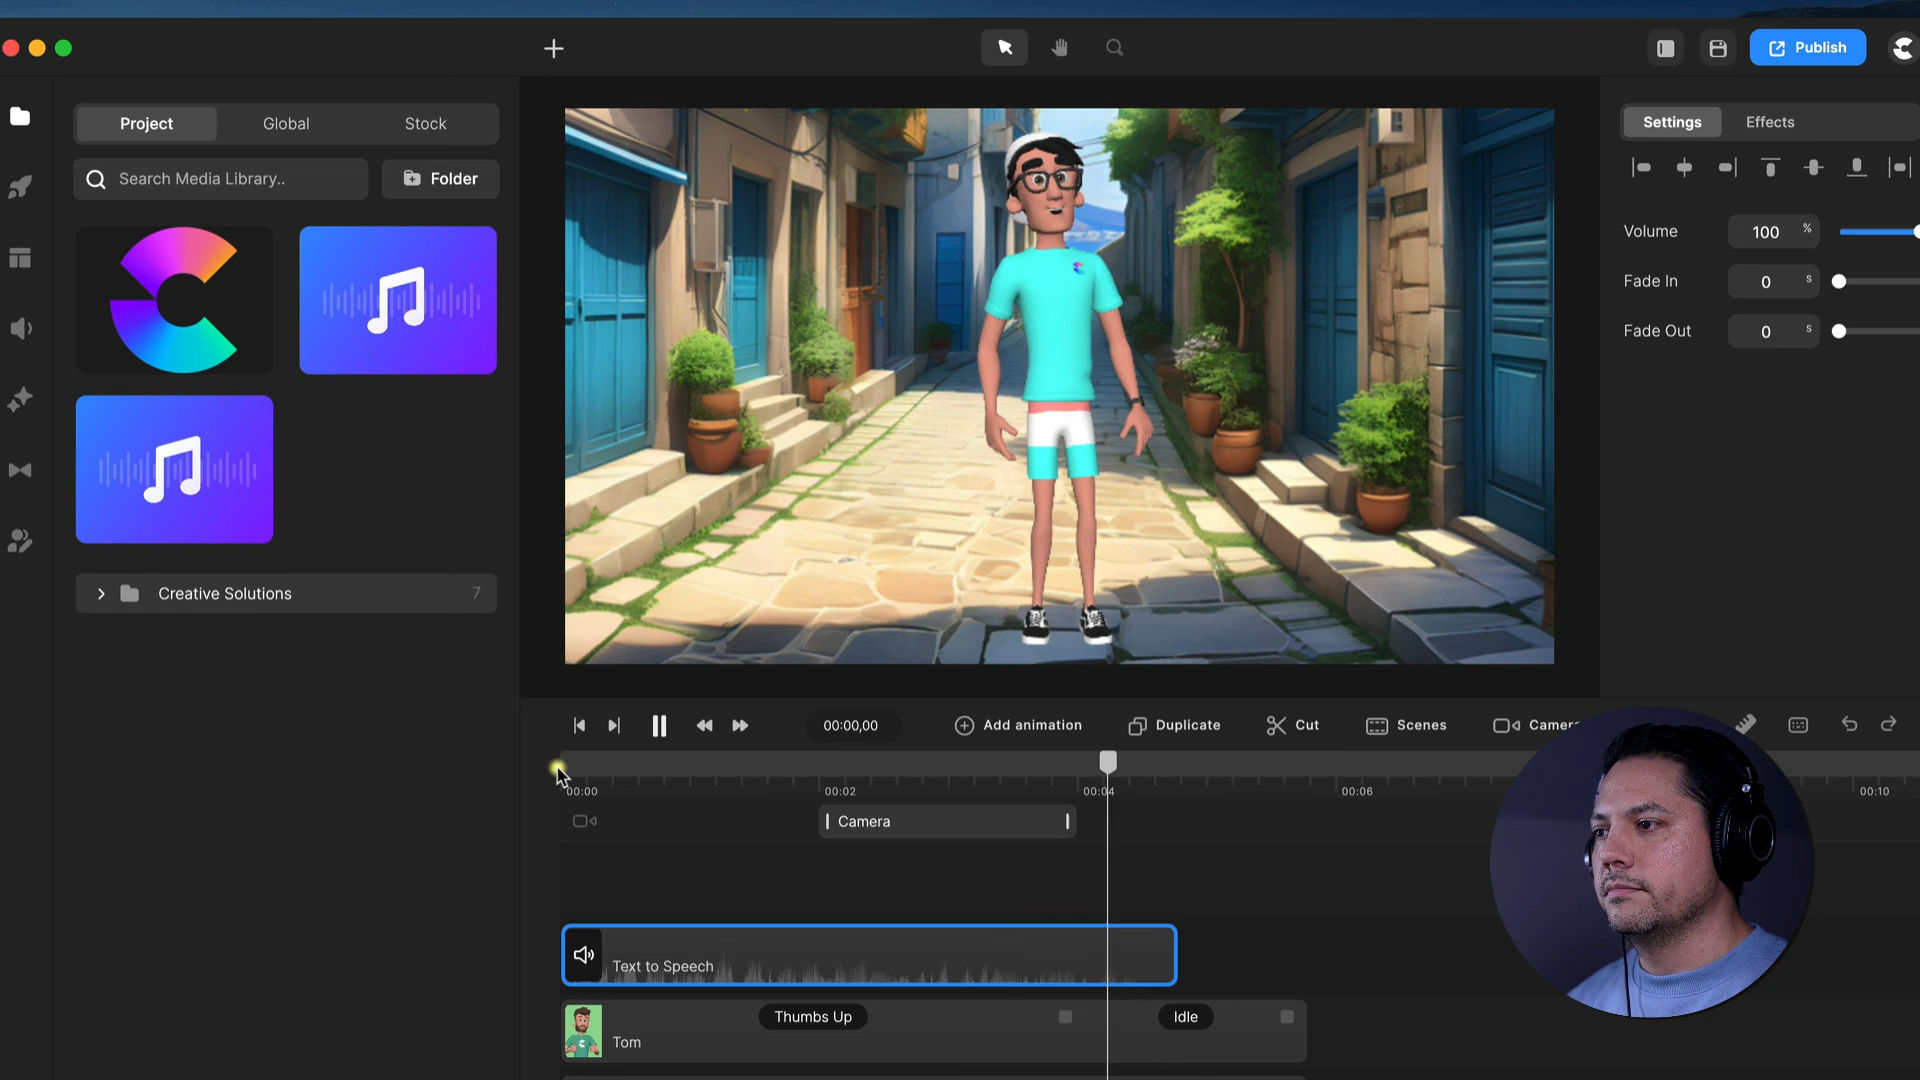 Publish
Project
Global
Stock
Search Media Library..
Folder
Creative Solutions
7
Settings
Effects
Volume
100
%
Fade In
0
s
Fade Out
0
s
00:00,00
Add animation
Duplicate
Cut
Scenes
Camera
00:00
00:02
00:04
00:06
00:10
Camera
Text to Speech
Thumbs Up
Idle
Tom